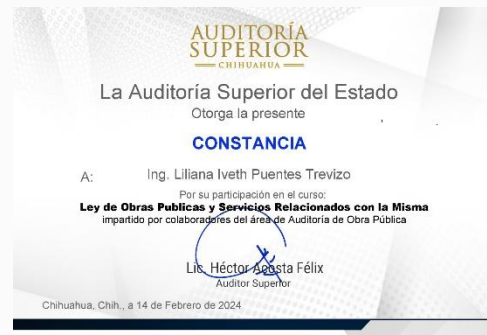 AUDITORÍA
SUPERIOR
CHIHUAHUA
La Auditoría Superior del Estado
Otorga la presente
CONSTANCIA
A: Ing. Liliana Iveth Puentes Trevizo
Por su participación en el curso:
Ley de Obras Publicas y Servicios Relacionados con la Misma
impartido por colaboradores del área de Auditoría de Obra Pública
Lic. Héctor Acosta Félix
Auditor Superior
Chihuahua, Chih., a 14 de Febrero de 2024